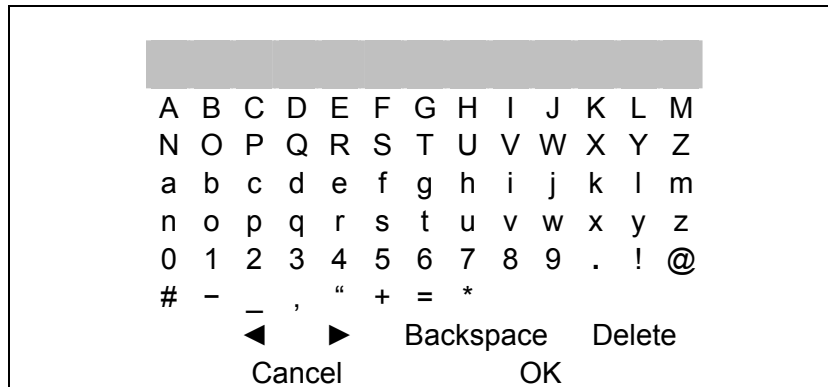 A B C D E F G H I J K L M
N O P Q R S T U V W X Y Z
a b c d e f g h i j k l m
n o p q r s t u v w x y z
0 1 2 3 4 5 6 7 8 9 . ! @
# − _ , “ + = *
◄ ► Backspace Delete
Cancel OK